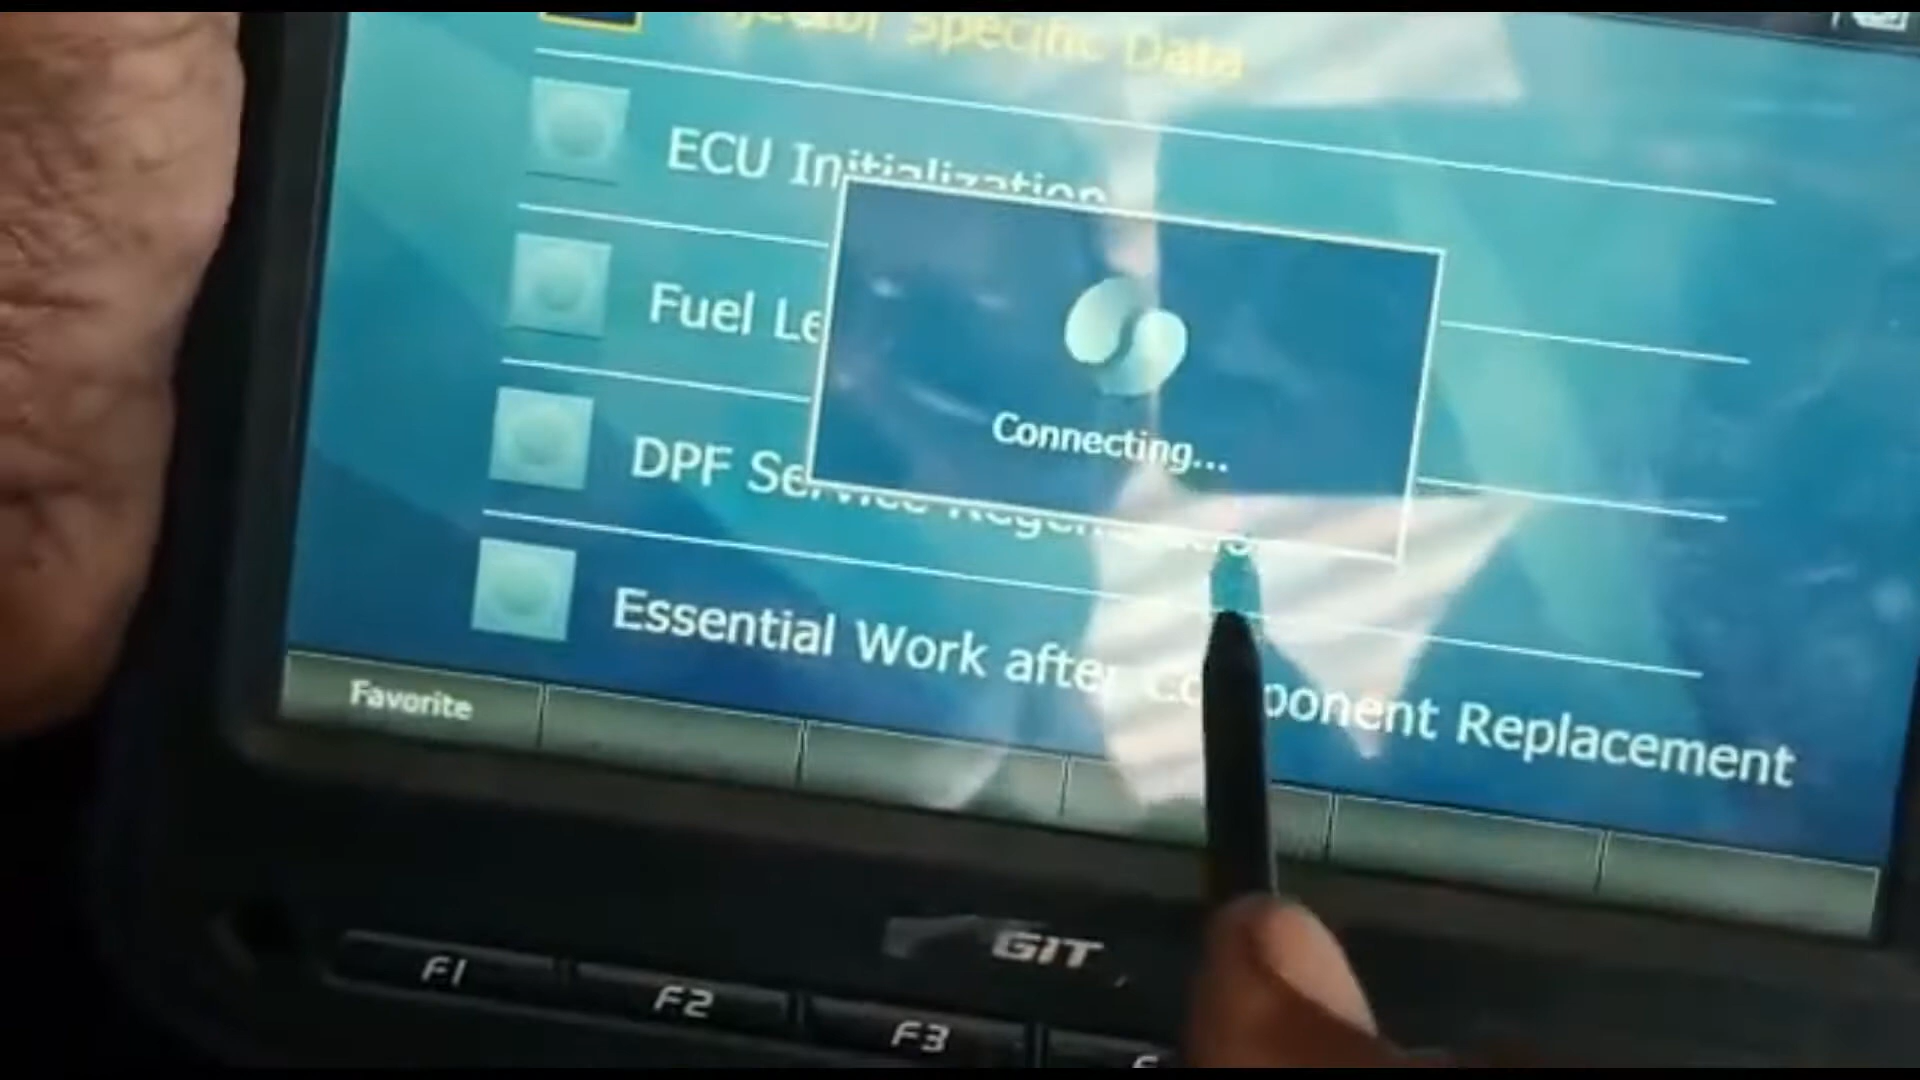 Injector Specific Data
ECU Initialization
Fuel Le
Connecting...
DPF Service Regeneration
Essential Work after Component Replacement
Favorite
GIT
F1
F2
F3